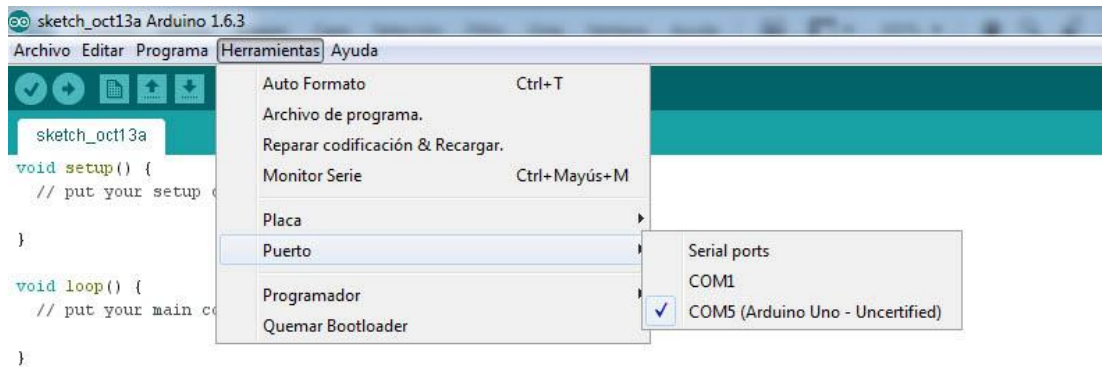 sketch_oct13a Arduino 1.6.3
Archivo Editar Programa Herramientas Ayuda
Auto Formato Ctrl+T
Archivo de programa.
sketch_oct13a
Reparar codificación & Recargar.
void setup() {
Monitor Serie Ctrl+Mayús+M
// put your setup
Placa
}
Puerto
Serial ports
void loop() {
COM1
Programador
// put your main
COM5 (Arduino Uno - Uncertified)
Quemar Bootloader
}